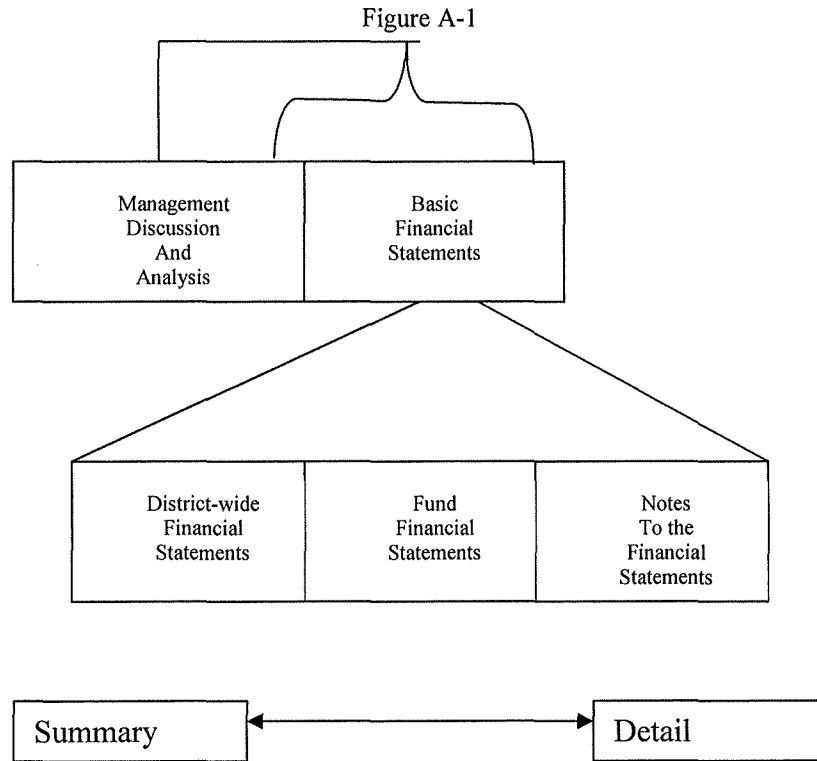 Figure A-1
Management
Discussion
And
Analysis
Basic
Financial
Statements
District-wide
Financial
Statements
Fund
Financial
Statements
Notes
To the
Financial
Statements
Summary
Detail